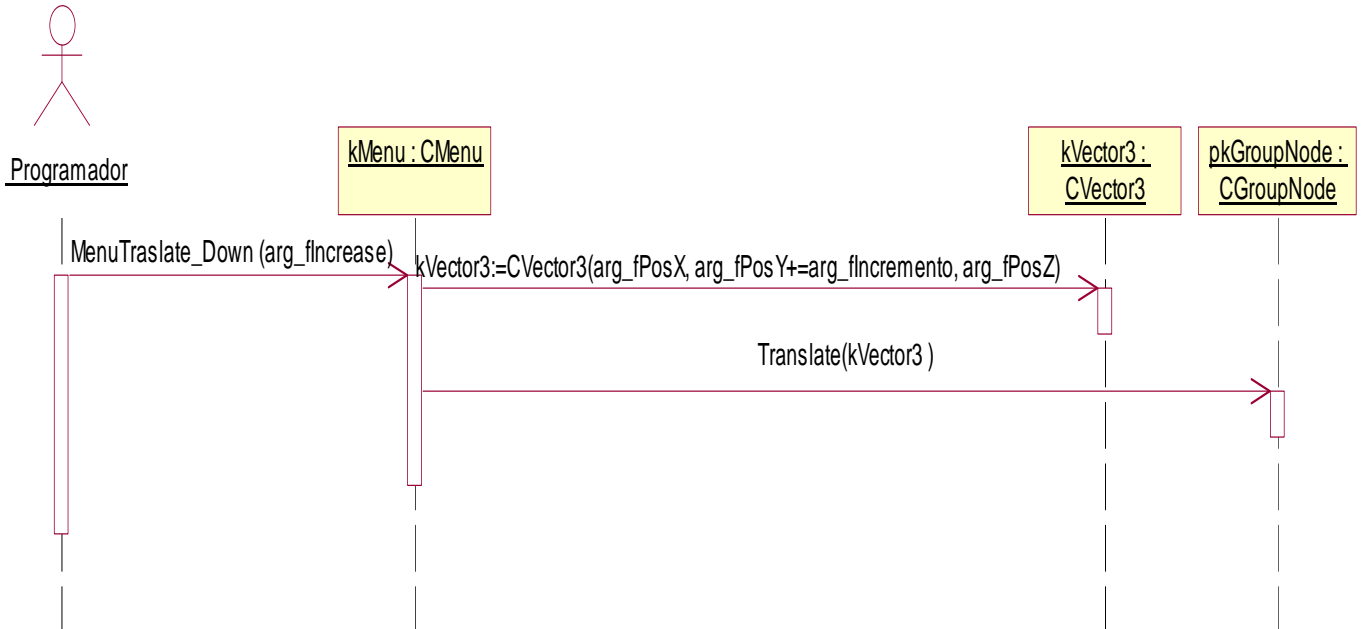 Programador
kMenu : CMenu
kVector3 :
CVector3
pkGroupNode :
CGroupNode
MenuTraslate_Down (arg_fIncrease)
kVector3:=CVector3(arg_fPosX, arg_fPosY+=arg_fIncremento, arg_fPosZ)
Translate(kVector3 )